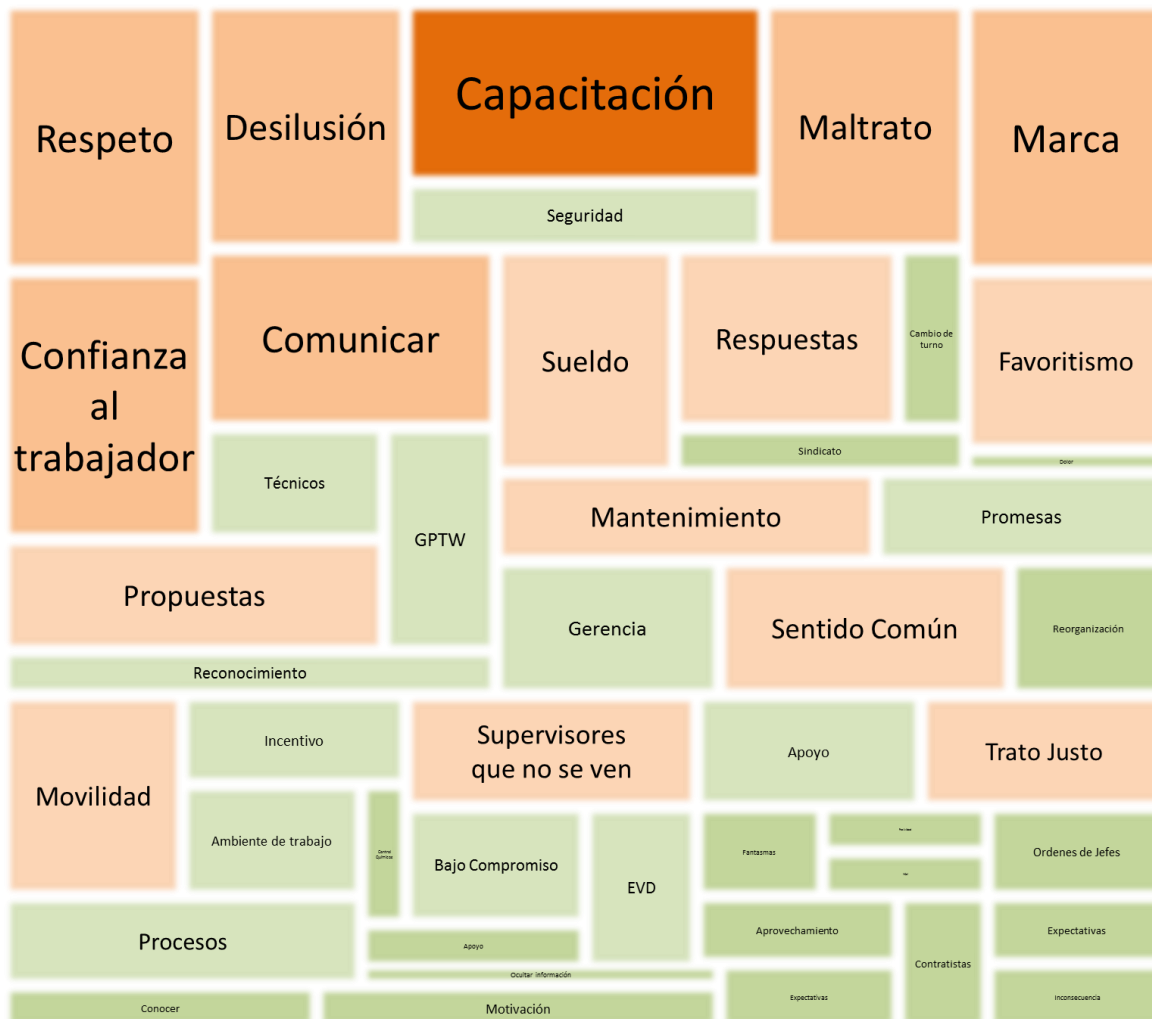 Respeto
Desilusión
Capacitación
Maltrato
Marca
Seguridad
Confianza
al
trabajador
Comunicar
Sueldo
Respuestas
Cambio de
turno
Favoritismo
Sindicato
Dolor
Técnicos
GPTW
Mantenimiento
Promesas
Propuestas
Gerencia
Sentido Común
Reorganización
Reconocimiento
Movilidad
Incentivo
Supervisores
que no se ven
Apoyo
Trato Justo
Ambiente de trabajo
Control
Químicos
Bajo Compromiso
EVD
Fantasmas
Ordenes de Jefes
Procesos
Apoyo
Aprovechamiento
Contratistas
Expectativas
Ocultar información
Conocer
Motivación
Expectativas
Inconsecuencia